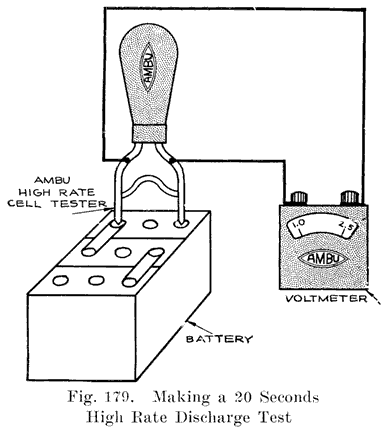 AMBU
AMBU
HIGH RATE
CELL TESTER
1.0 2.5
AMBU
VOLTMETER
BATTERY
Fig. 179. Making a 20 Seconds
High Rate Discharge Test